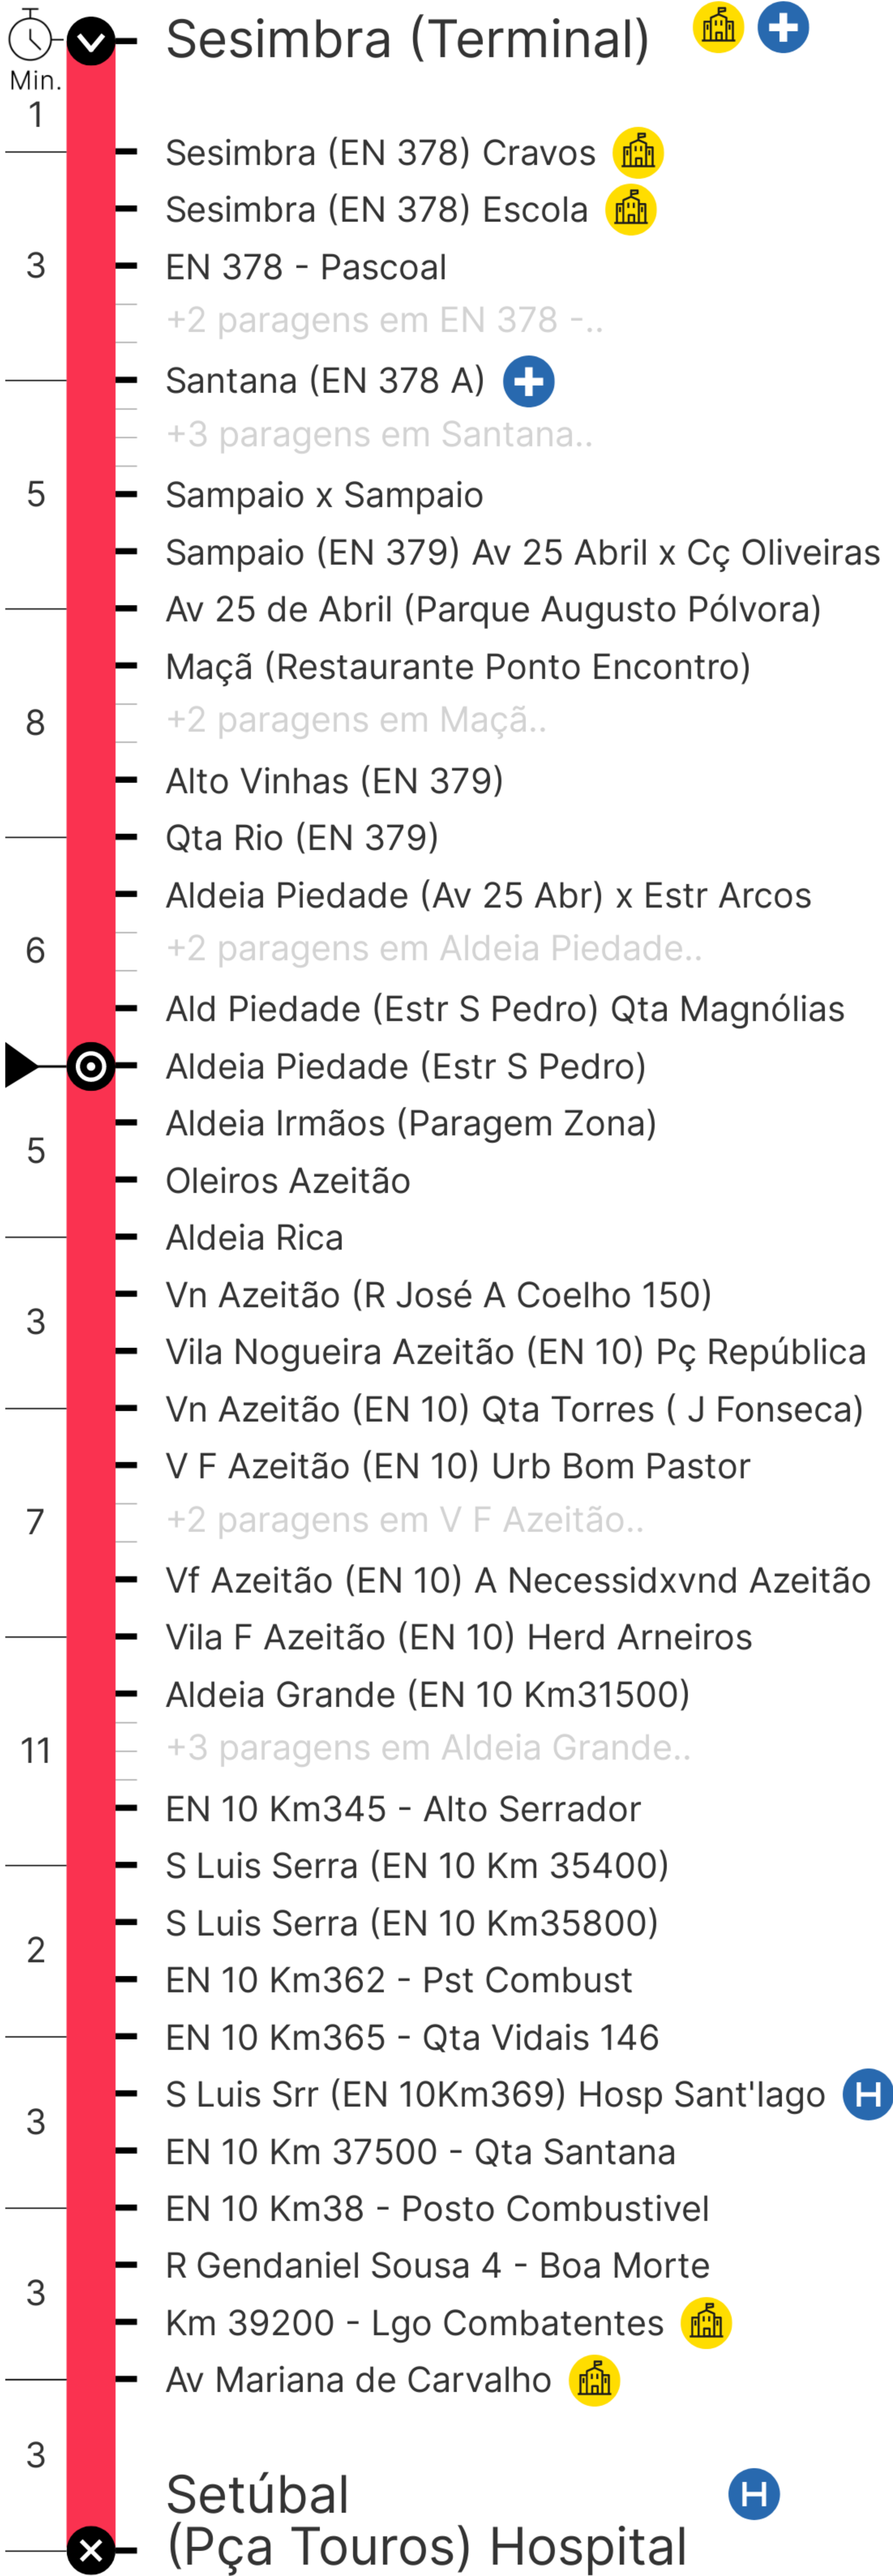 Sesimbra (Terminal)
Min.
1
Sesimbra (EN 378) Cravos
Sesimbra (EN 378) Escola
3
EN 378 - Pascoal
+2 paragens em EN 378 -..
Santana (EN 378 A)
+3 paragens em Santana..
5
Sampaio x Sampaio
Sampaio (EN 379) Av 25 Abril x Cç Oliveiras
Av 25 de Abril (Parque Augusto Pólvora)
Maçã (Restaurante Ponto Encontro)
8
+2 paragens em Maçã..
Alto Vinhas (EN 379)
Qta Rio (EN 379)
Aldeia Piedade (Av 25 Abr) x Estr Arcos
6
+2 paragens em Aldeia Piedade..
Ald Piedade (Estr S Pedro) Qta Magnólias
Aldeia Piedade (Estr S Pedro)
Aldeia Irmãos (Paragem Zona)
5
Oleiros Azeitão
Aldeia Rica
Vn Azeitão (R José A Coelho 150)
3
Vila Nogueira Azeitão (EN 10) Pç República
Vn Azeitão (EN 10) Qta Torres ( J Fonseca)
V F Azeitão (EN 10) Urb Bom Pastor
7
+2 paragens em V F Azeitão..
Vf Azeitão (EN 10) A Necessidxvnd Azeitão
Vila F Azeitão (EN 10) Herd Arneiros
Aldeia Grande (EN 10 Km31500)
11
+3 paragens em Aldeia Grande..
EN 10 Km345 - Alto Serrador
S Luis Serra (EN 10 Km 35400)
S Luis Serra (EN 10 Km35800)
2
EN 10 Km362 - Pst Combust
EN 10 Km365 - Qta Vidais 146
S Luis Srr (EN 10Km369) Hosp Sant'Iago H
3
EN 10 Km 37500 - Qta Santana
EN 10 Km38 - Posto Combustivel
R Gendaniel Sousa 4 - Boa Morte
3
Km 39200 - Lgo Combatentes
Av Mariana de Carvalho
3
Setúbal H
(Pça Touros) Hospital